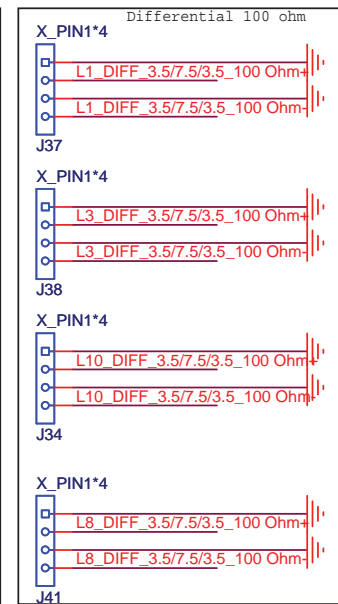 Differential 100 ohm
X_PIN1*4
L1_DIFF_3.5/7.5/3.5_100 Ohm+
L1_DIFF_3.5/7.5/3.5_100 Ohm-
J37
X_PIN1*4
L3_DIFF_3.5/7.5/3.5_100 Ohm+
L3_DIFF_3.5/7.5/3.5_100 Ohm-
J38
X_PIN1*4
L10_DIFF_3.5/7.5/3.5_100 Ohm+
L10_DIFF_3.5/7.5/3.5_100 Ohm-
J34
X_PIN1*4
L8_DIFF_3.5/7.5/3.5_100 Ohm+
L8_DIFF_3.5/7.5/3.5_100 Ohm-
J41